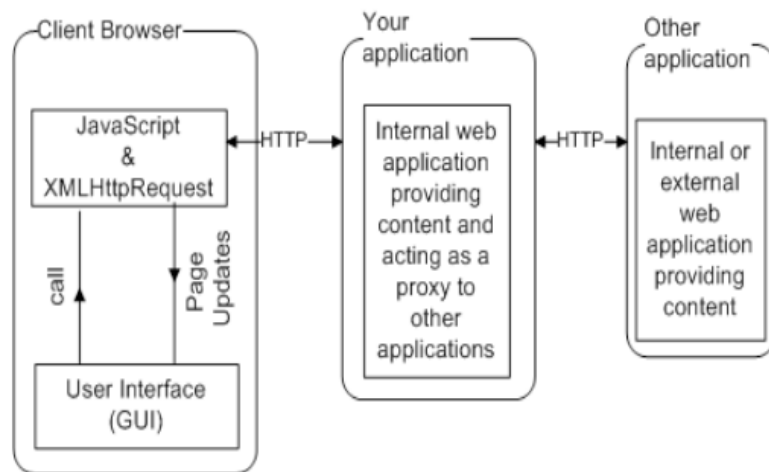 Client Browser
JavaScript
&
XMLHttpRequest
call
Page
Updates
User Interface
(GUI)
HTTP
Your
application
Internal web
application
providing
content and
acting as a
proxy to
other
applications
HTTP
Other
application
Internal or
external
web
application
providing
content